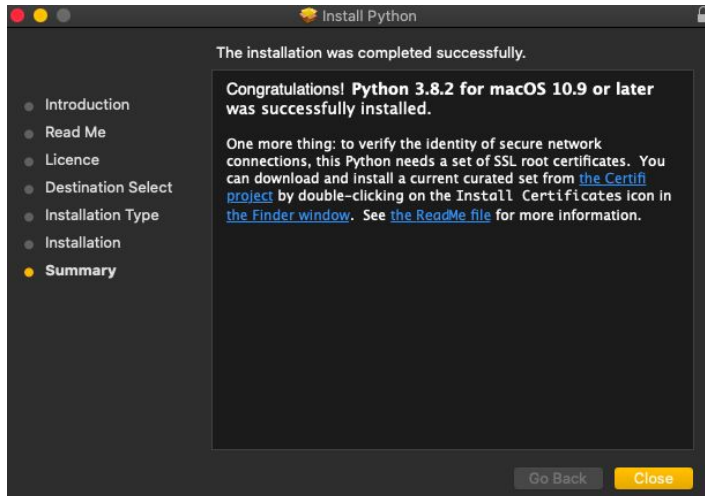 Install Python
The installation was completed successfully.
Introduction
Read Me
Licence
Destination Select
Installation Type
Installation
Summary
Congratulations! Python 3.8.2 for macOS 10.9 or later
was successfully installed.
One more thing: to verify the identity of secure network
connections, this Python needs a set of SSL root certificates.  You
can download and install a current curated set from the Certifi
project by double-clicking on the Install Certificates icon in
the Finder window.  See the ReadMe file for more information.
Go Back
Close